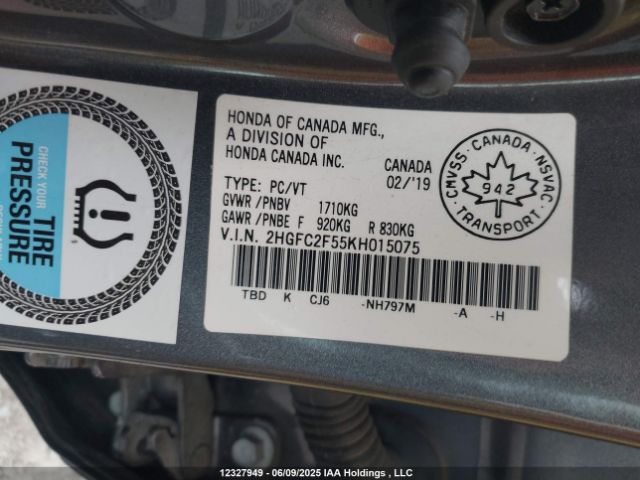 HONDA OF CANADA MFG.,
A DIVISION OF
HONDA CANADA INC.
CANADA
02/'19
TYPE: PC/VT
GVWR /PNBV 1710KG
GAWR /PNBE F 920KG R 830KG
V.I.N. 2HGFC2F55KH015075
TBD K CJ6 -NH797M -A -H
CMVSS · CANADA · NSVAC
942
TRANSPORT
CHECK YOUR
TIRE
PRESSURE
REGULARLY
12327949 - 06/09/2025 IAA Holdings , LLC